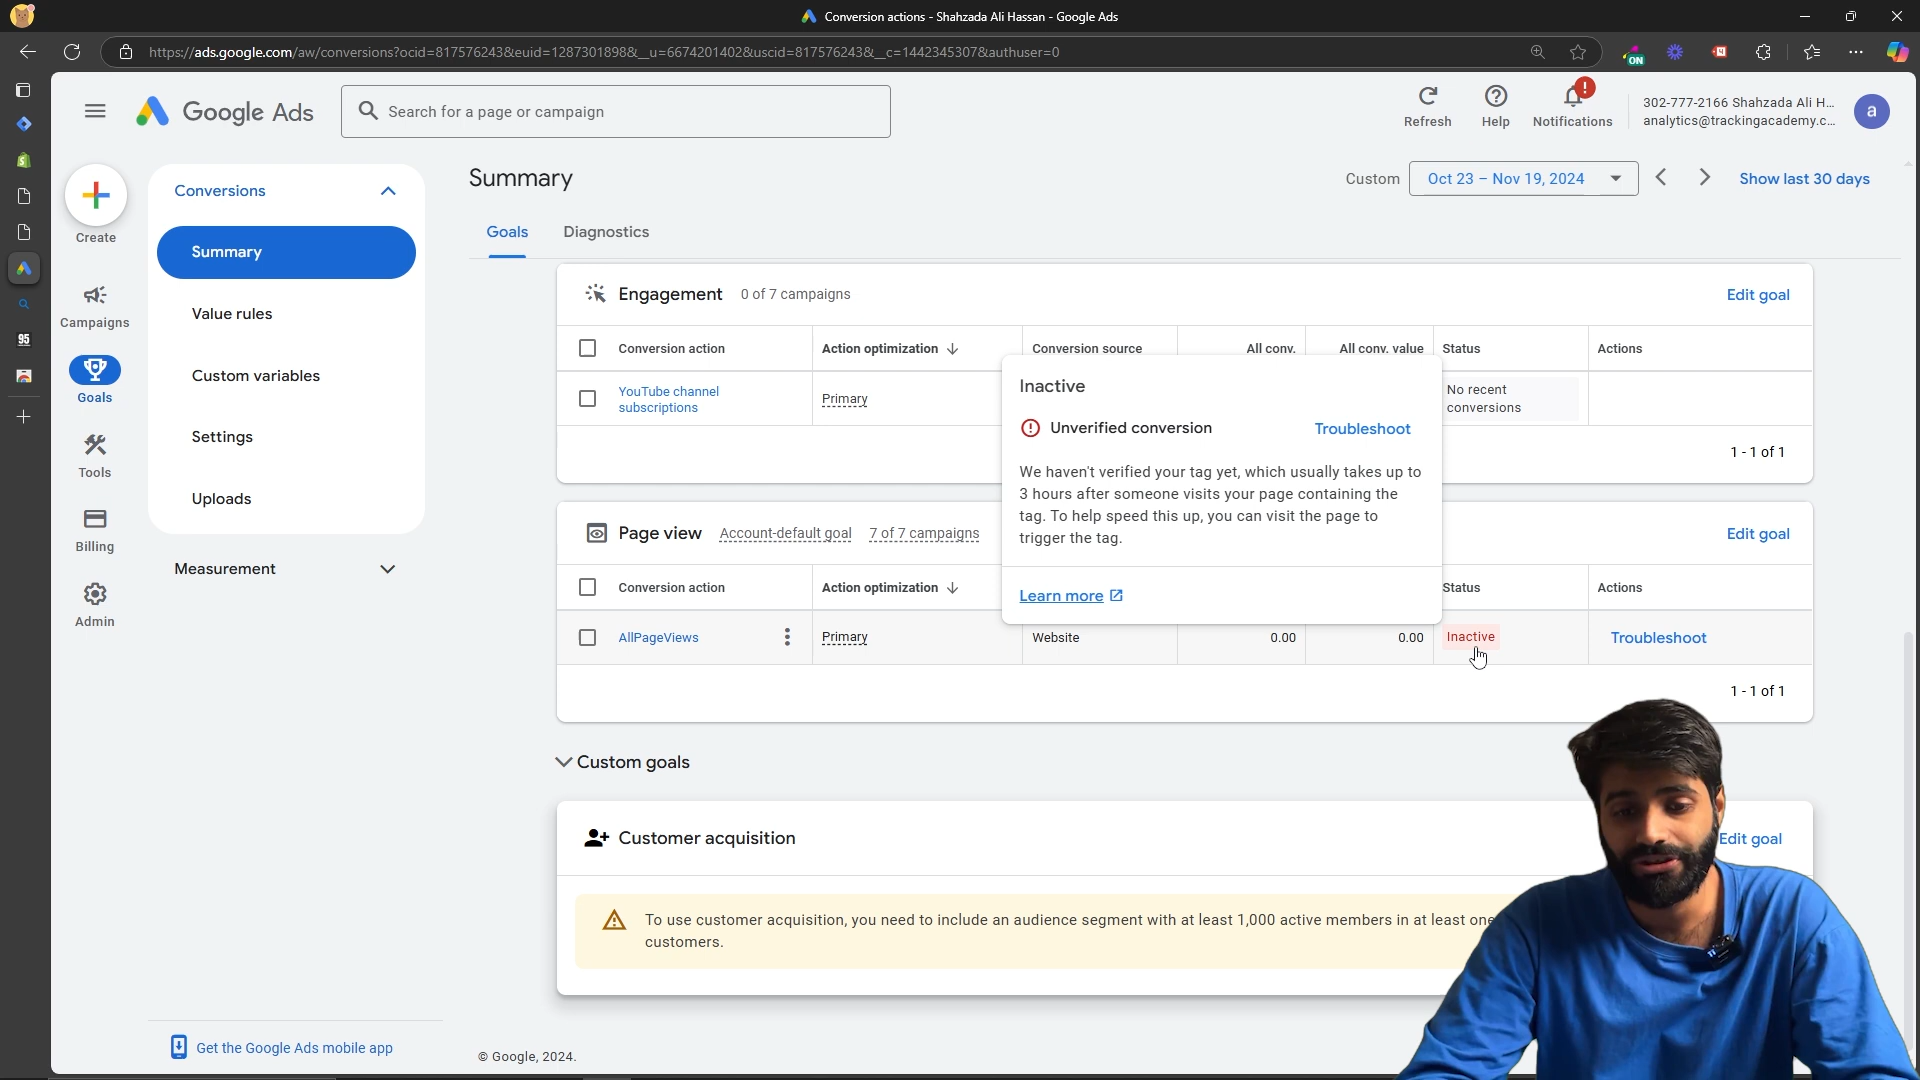 Conversion actions - Shahzada Ali Hassan - Google Ads
https://ads.google.com/aw/conversions?ocid=817576243&euid=1287301898&__u=6674201402&uscid=817576243&__c=1442345307&authuser=0
ON
Google Ads
Search for a page or campaign
Refresh
Help
Notifications
302-777-2166 Shahzada Ali H...
analytics@trackingacademy.c...
a
95
Create
Campaigns
Goals
Tools
Billing
Admin
Conversions
Summary
Value rules
Custom variables
Settings
Uploads
Measurement
Get the Google Ads mobile app
Summary
Custom
Oct 23 – Nov 19, 2024
Show last 30 days
Goals
Diagnostics
Engagement 0 of 7 campaigns
Edit goal
Conversion action
Action optimization
Conversion source
All conv.
All conv. value
Status
Actions
YouTube channel
subscriptions
Primary
No recent
conversions
1 - 1 of 1
Inactive
Unverified conversion
Troubleshoot
We haven't verified your tag yet, which usually takes up to
3 hours after someone visits your page containing the
tag. To help speed this up, you can visit the page to
trigger the tag.
Learn more
Page view Account-default goal 7 of 7 campaigns
Edit goal
Conversion action
Action optimization
Status
Actions
AllPageViews
Primary
Website
0.00
0.00
Inactive
Troubleshoot
1 - 1 of 1
Custom goals
Customer acquisition
Edit goal
To use customer acquisition, you need to include an audience segment with at least 1,000 active members in at least one
customers.
© Google, 2024.